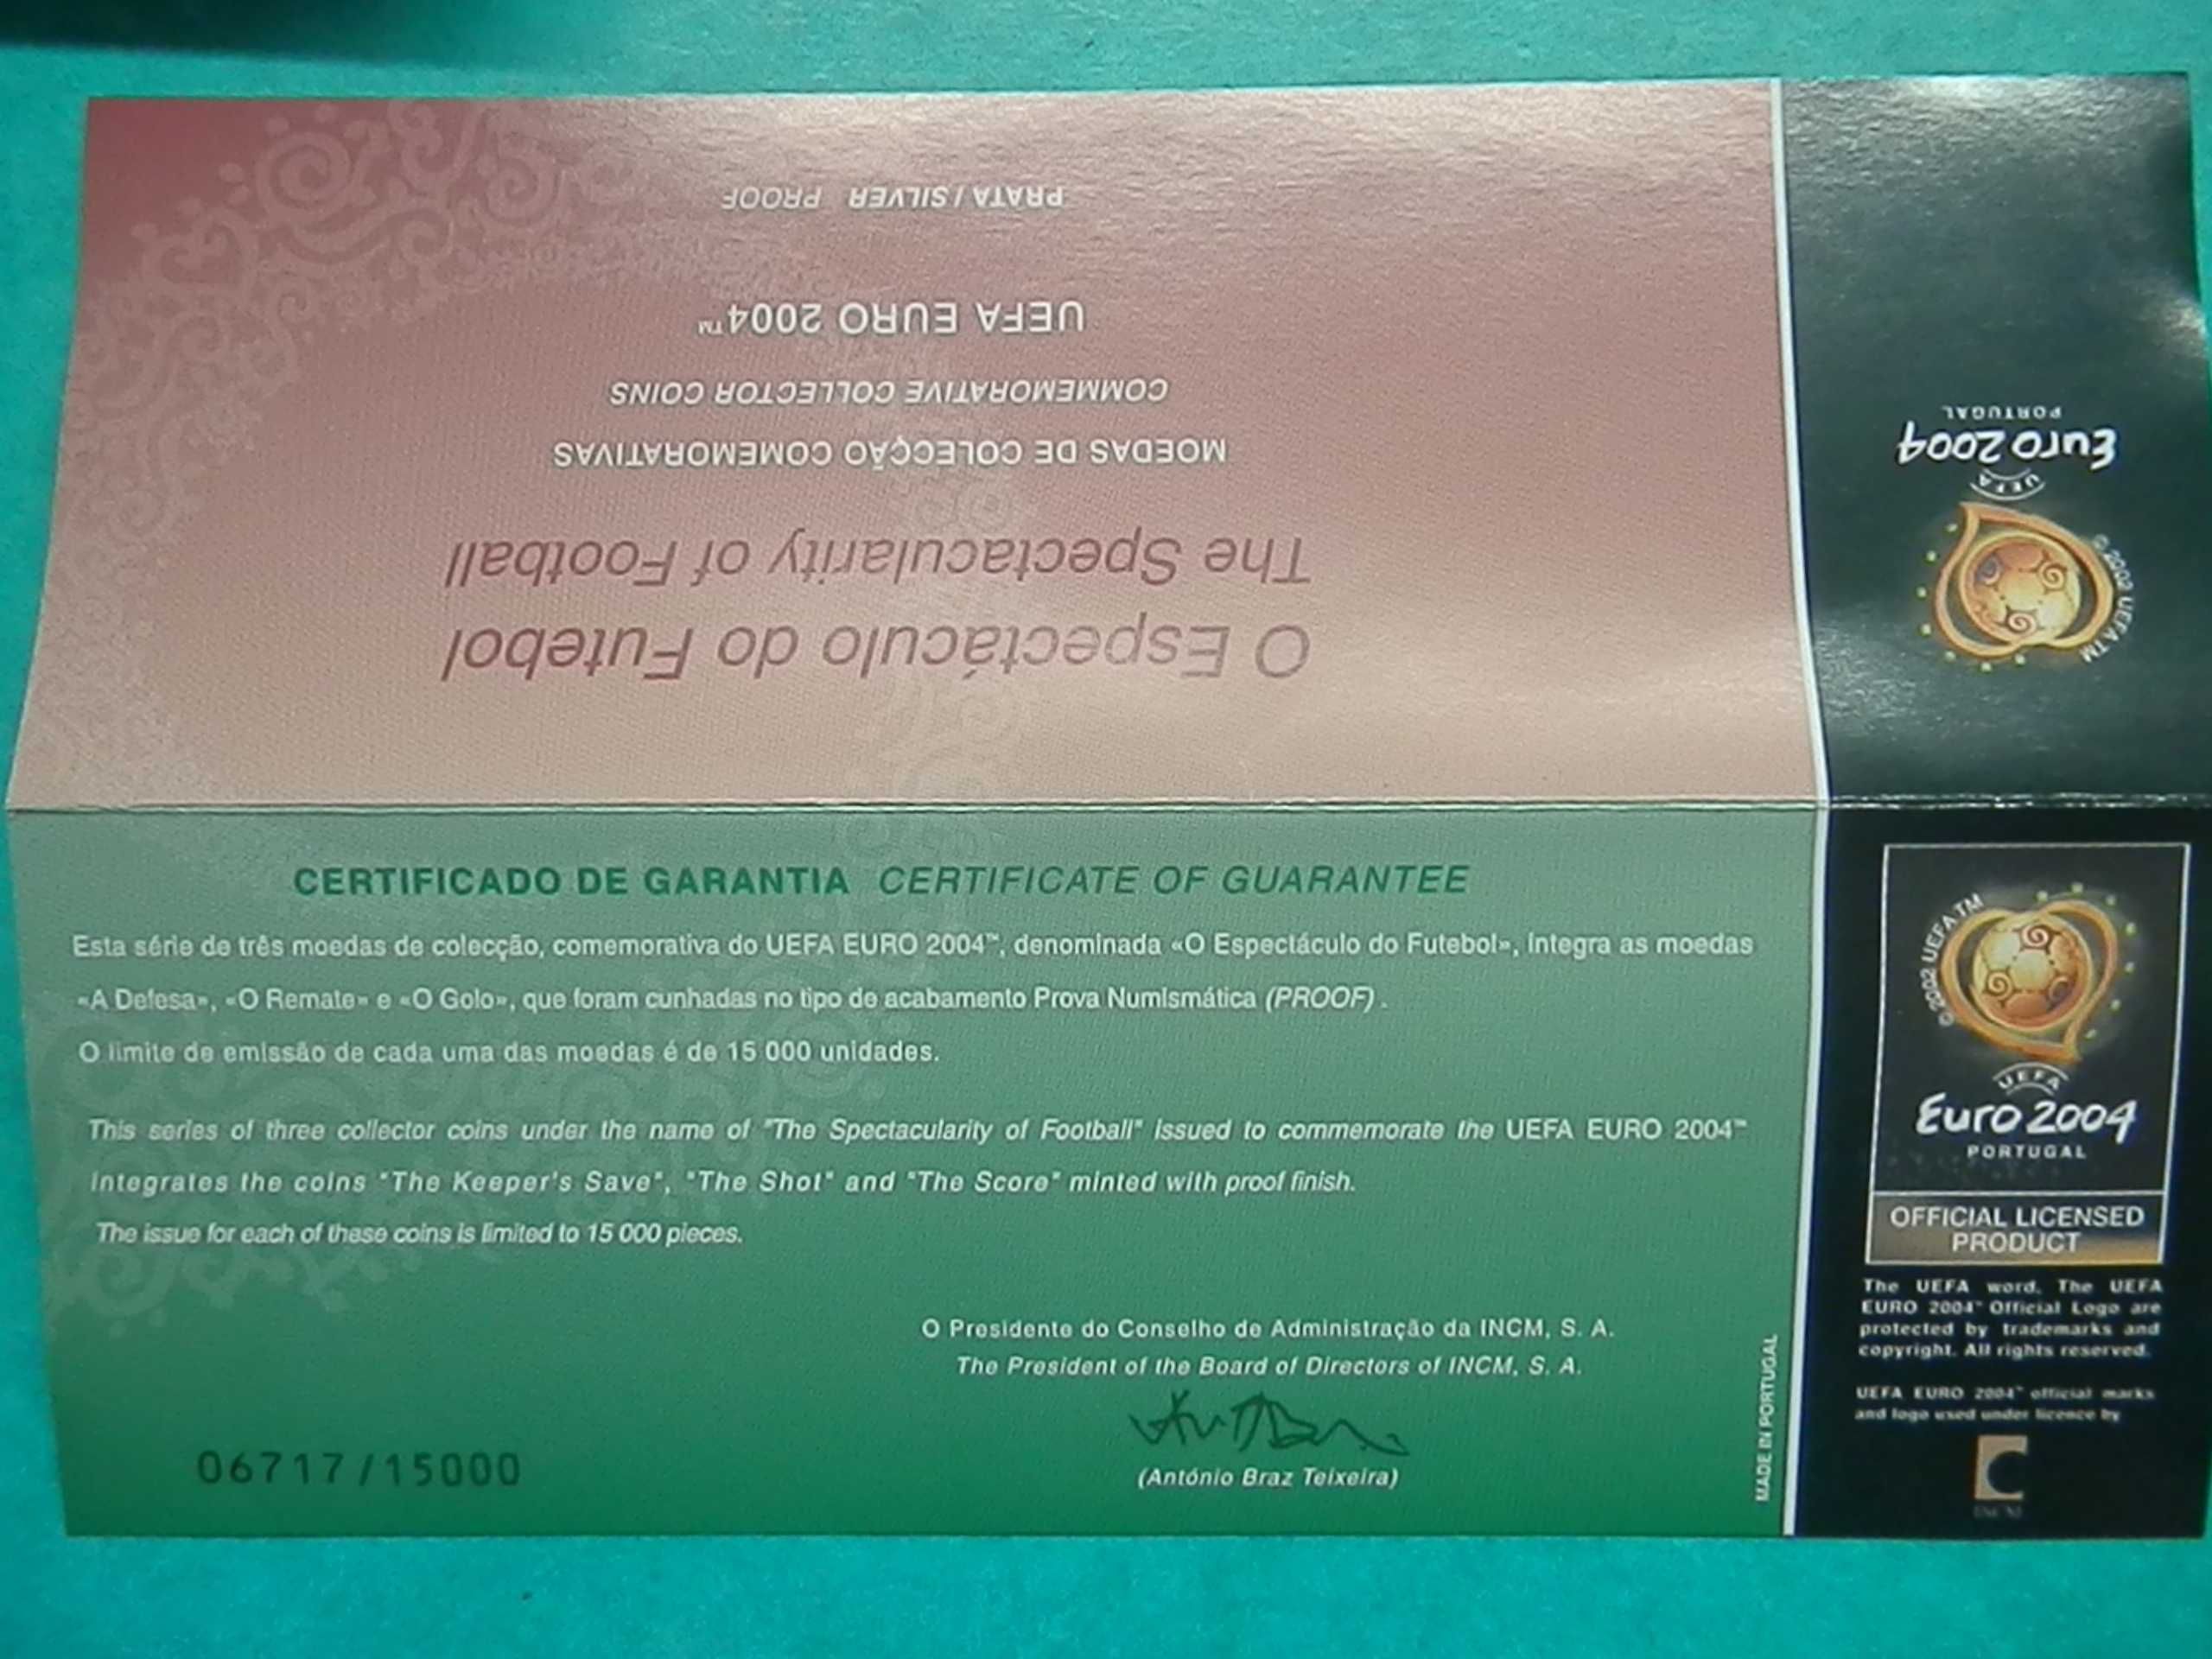 PRATA / SILVER PROOF
UEFA EURO 2004™
COMMEMORATIVE COLLECTOR COINS
MOEDAS DE COLECÇÃO COMEMORATIVAS
The Spectacularity of Football
O Espectáculo do Futebol
PORTUGAL
Euro 2004
UEFA
© 2002 UEFA TM
CERTIFICADO DE GARANTIA CERTIFICATE OF GUARANTEE
Esta série de três moedas de colecção, comemorativa do UEFA EURO 2004™, denominada «O Espectáculo do Futebol», integra as moedas
«A Defesa», «O Remate» e «O Golo», que foram cunhadas no tipo de acabamento Prova Numismática (PROOF) .
O limite de emissão de cada uma das moedas é de 15 000 unidades.
This series of three collector coins under the name of "The Spectacularity of Football" issued to commemorate the UEFA EURO 2004™
integrates the coins "The Keeper's Save", "The Shot" and "The Score" minted with proof finish.
The issue for each of these coins is limited to 15 000 pieces.
O Presidente do Conselho de Administração da INCM, S. A.
The President of the Board of Directors of INCM, S. A.
(António Braz Teixeira)
06717/15000
MADE IN PORTUGAL
© 2002 UEFA TM
UEFA
Euro 2004
PORTUGAL
OFFICIAL LICENSED
PRODUCT
The UEFA word, The UEFA
EURO 2004™ Official Logo are
protected by trademarks and
copyright. All rights reserved.
UEFA EURO 2004™ official marks
and logo used under licence by
INCM